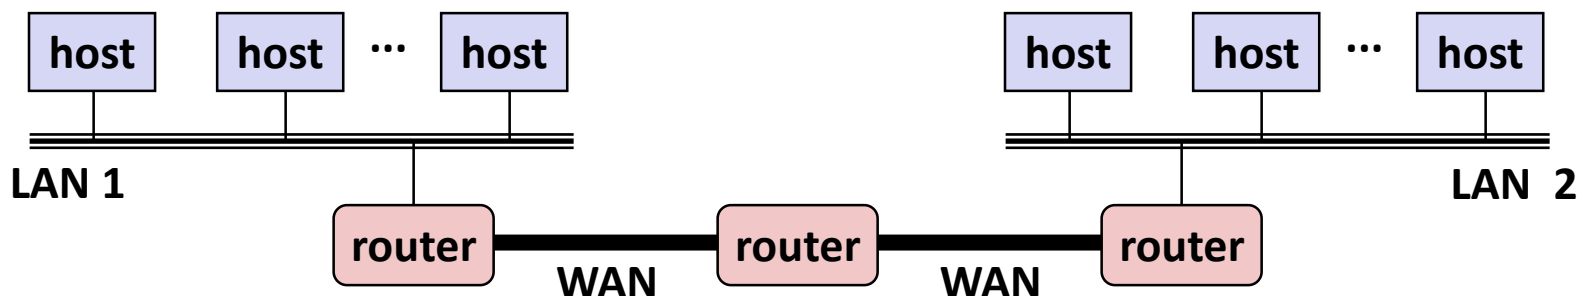 host host ... host host host ... host
LAN 1 LAN 2
router router router
WAN WAN